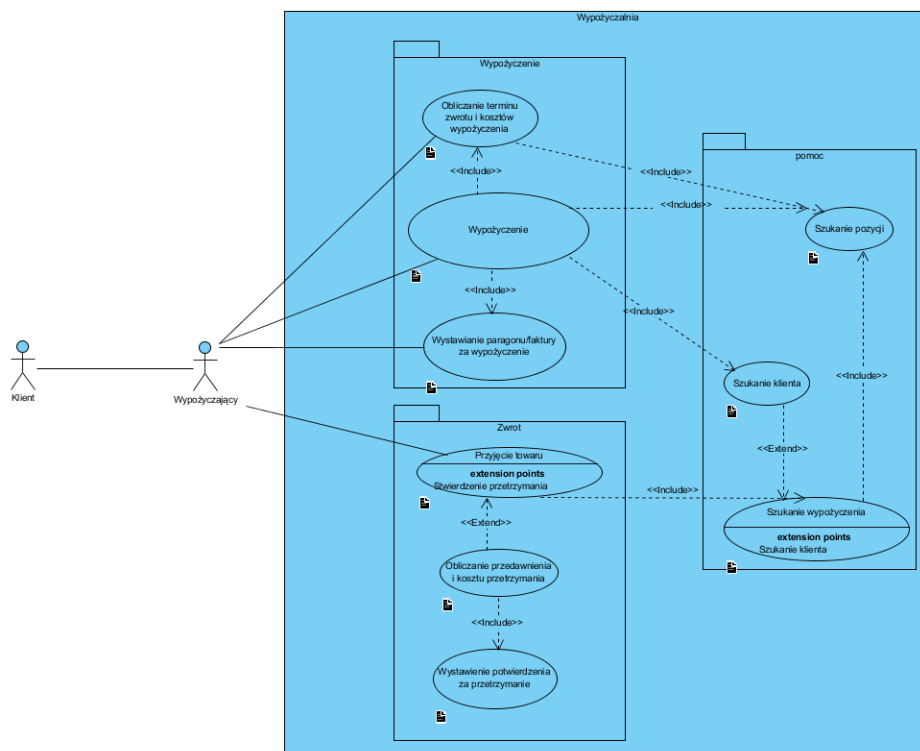 Wypożyczalnia
Wypożyczenie
Obliczanie terminu
zwrotu i kosztów
wypożyczenia
<<Include>>
<<Include>>
<<Include>>
Wypożyczenie
<<Include>>
<<Include>>
Wystawianie paragonu/faktury
za wypożyczenie
pomoc
Szukanie pozycji
<<Include>>
Szukanie klienta
<<Extend>>
Szukanie wypożyczenia
extension points
Szukanie klienta
Klient
Wypożyczający
Zwrot
Przyjęcie towaru
extension points
Stwierdzenie przetrzymania
<<Include>>
<<Extend>>
Obliczanie przedawnienia
i kosztu przetrzymania
<<Include>>
Wystawienie potwierdzenia
za przetrzymanie